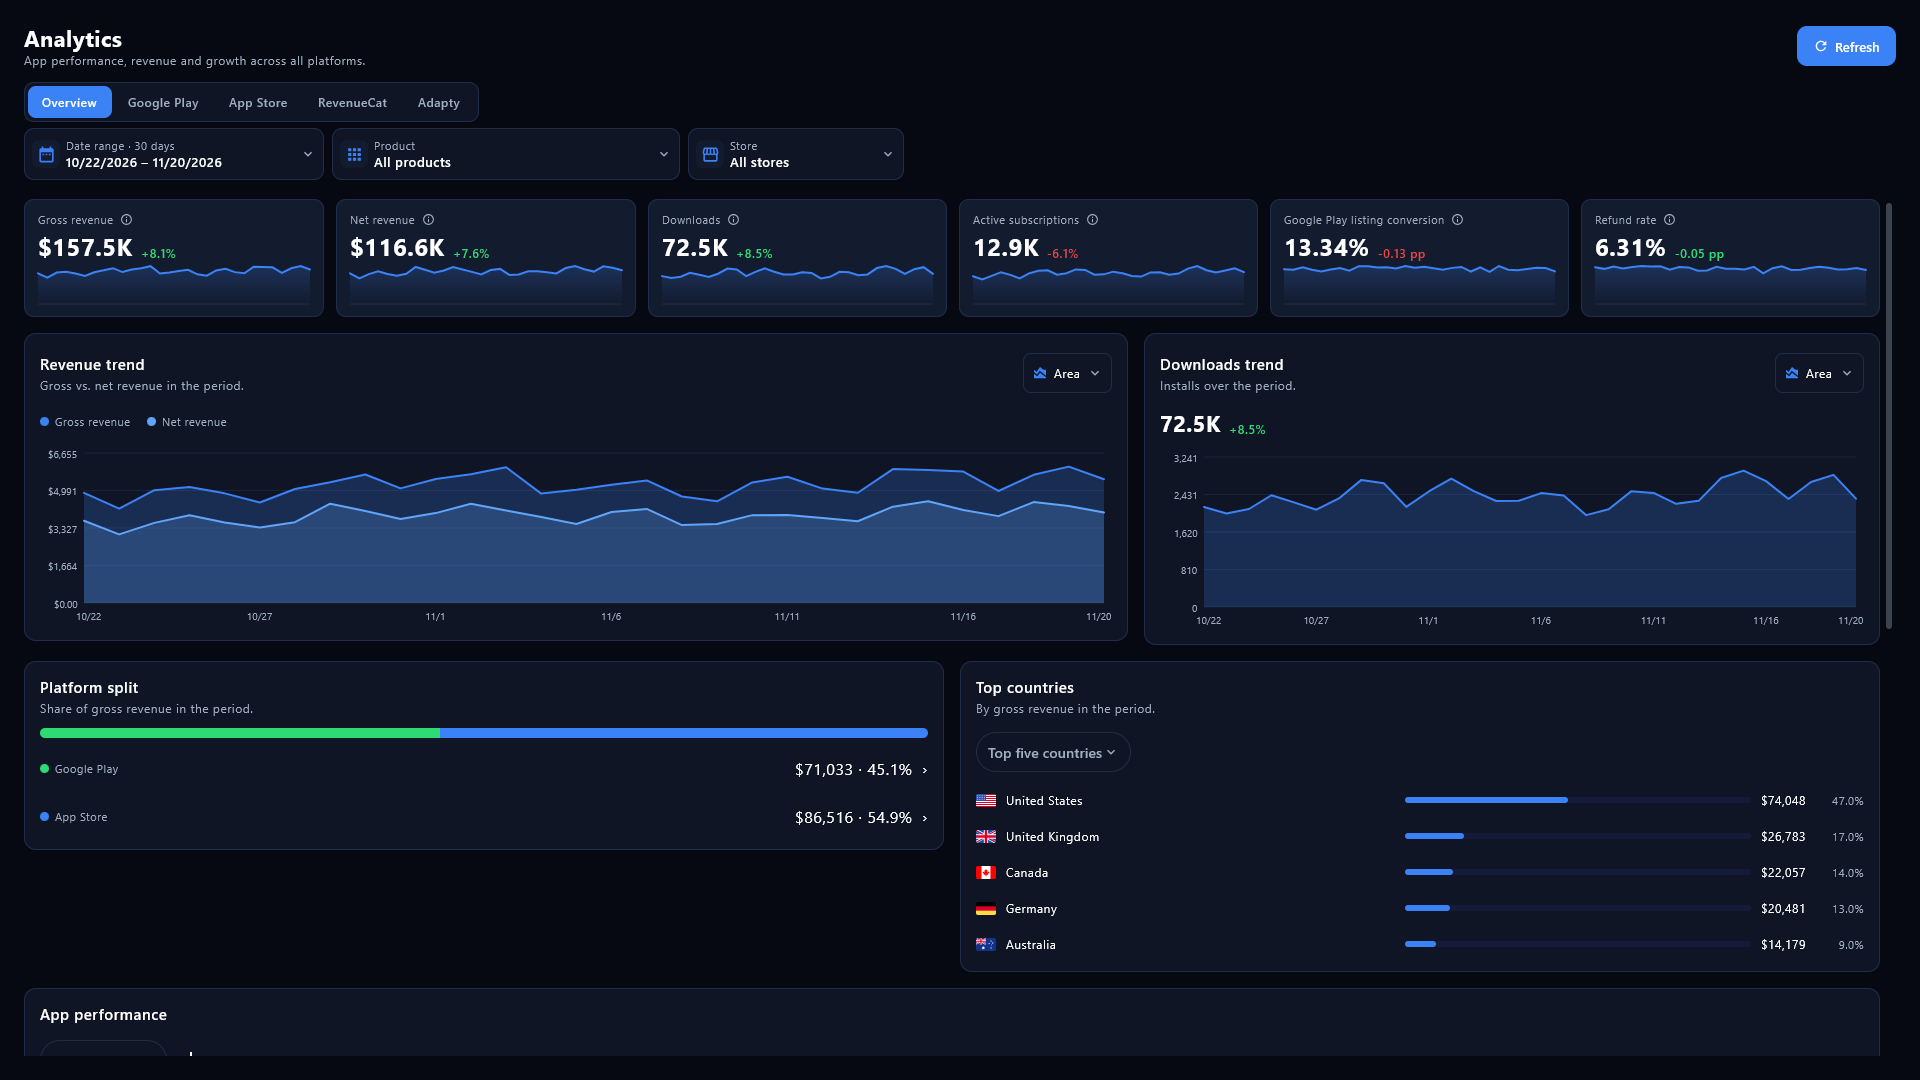 Analytics
App performance, revenue and growth across all platforms.
Refresh
Overview Google Play App Store RevenueCat Adapty
Date range · 30 days
10/22/2026 – 11/20/2026
Product
All products
Store
All stores
Gross revenue
$157.5K +8.1%
Net revenue
$116.6K +7.6%
Downloads
72.5K +8.5%
Active subscriptions
12.9K -6.1%
Google Play listing conversion
13.34% -0.13 pp
Refund rate
6.31% -0.05 pp
Revenue trend
Gross vs. net revenue in the period.
Area
Gross revenue Net revenue
$6,655
$4,991
$3,327
$1,664
$0.00
10/22 10/27 11/1 11/6 11/11 11/16 11/20
Downloads trend
Installs over the period.
Area
72.5K +8.5%
3,241
2,431
1,620
810
0
10/22 10/27 11/1 11/6 11/11 11/16 11/20
Platform split
Share of gross revenue in the period.
Google Play $71,033 · 45.1% ›
App Store $86,516 · 54.9% ›
Top countries
By gross revenue in the period.
Top five countries
United States $74,048 47.0%
United Kingdom $26,783 17.0%
Canada $22,057 14.0%
Germany $20,481 13.0%
Australia $14,179 9.0%
App performance